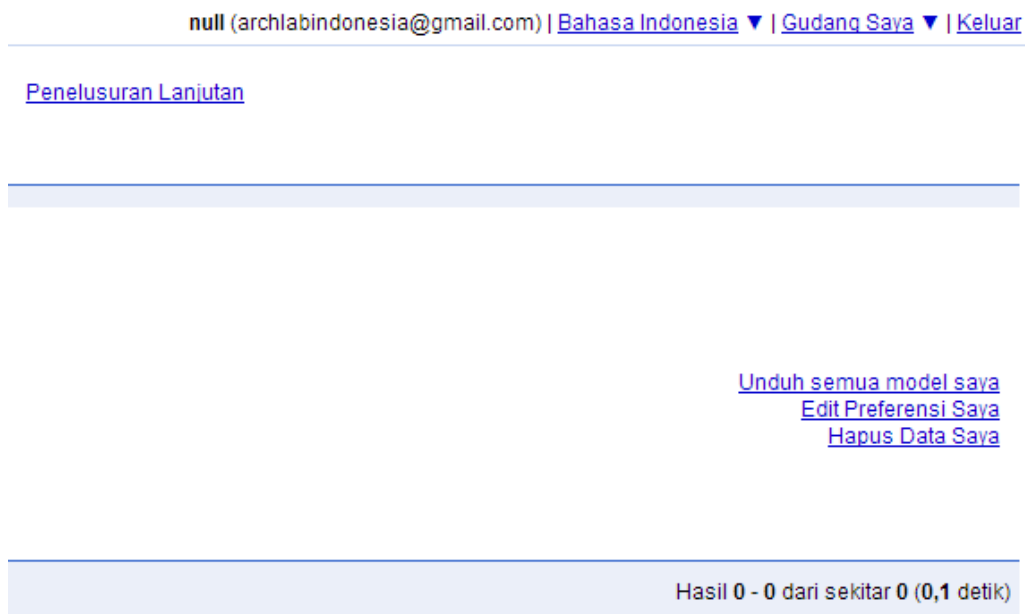 null (archlabindonesia@gmail.com) | Bahasa Indonesia ▼ | Gudang Saya ▼ | Keluar
Penelusuran Lanjutan
Unduh semua model saya
Edit Preferensi Saya
Hapus Data Saya
Hasil 0 - 0 dari sekitar 0 (0,1 detik)